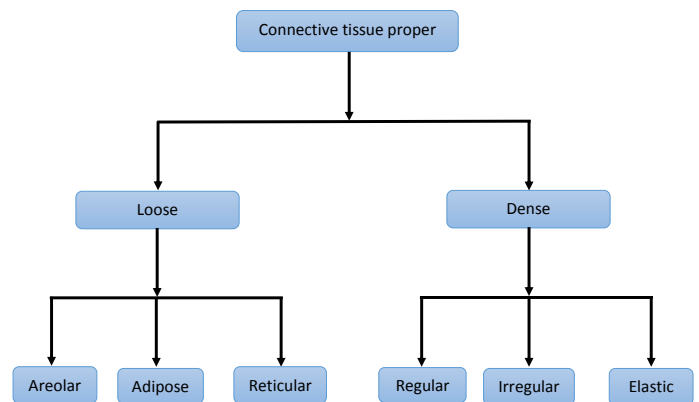 Connective tissue proper
Loose
Dense
Areolar
Adipose
Reticular
Regular
Irregular
Elastic